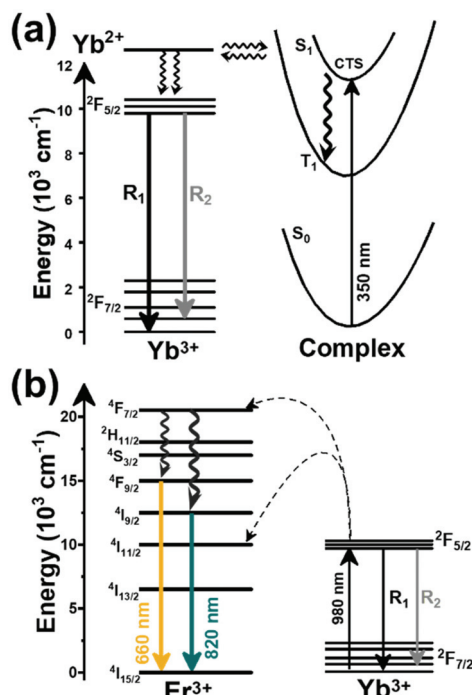 (a)
Yb2+
12
10
8
6
4
2
0
Energy (10³ cm⁻¹)
²F5/2
²F7/2
R₁
R₂
Yb³⁺
S₁
CTS
T₁
S₀
350 nm
Complex
(b)
20
15
10
5
0
Energy (10³ cm⁻¹)
⁴F7/2
²H11/2
⁴S3/2
⁴F9/2
⁴I9/2
⁴I11/2
⁴I13/2
⁴I15/2
660 nm
820 nm
Er³⁺
980 nm
R₁
R₂
²F5/2
²F7/2
Yb³⁺